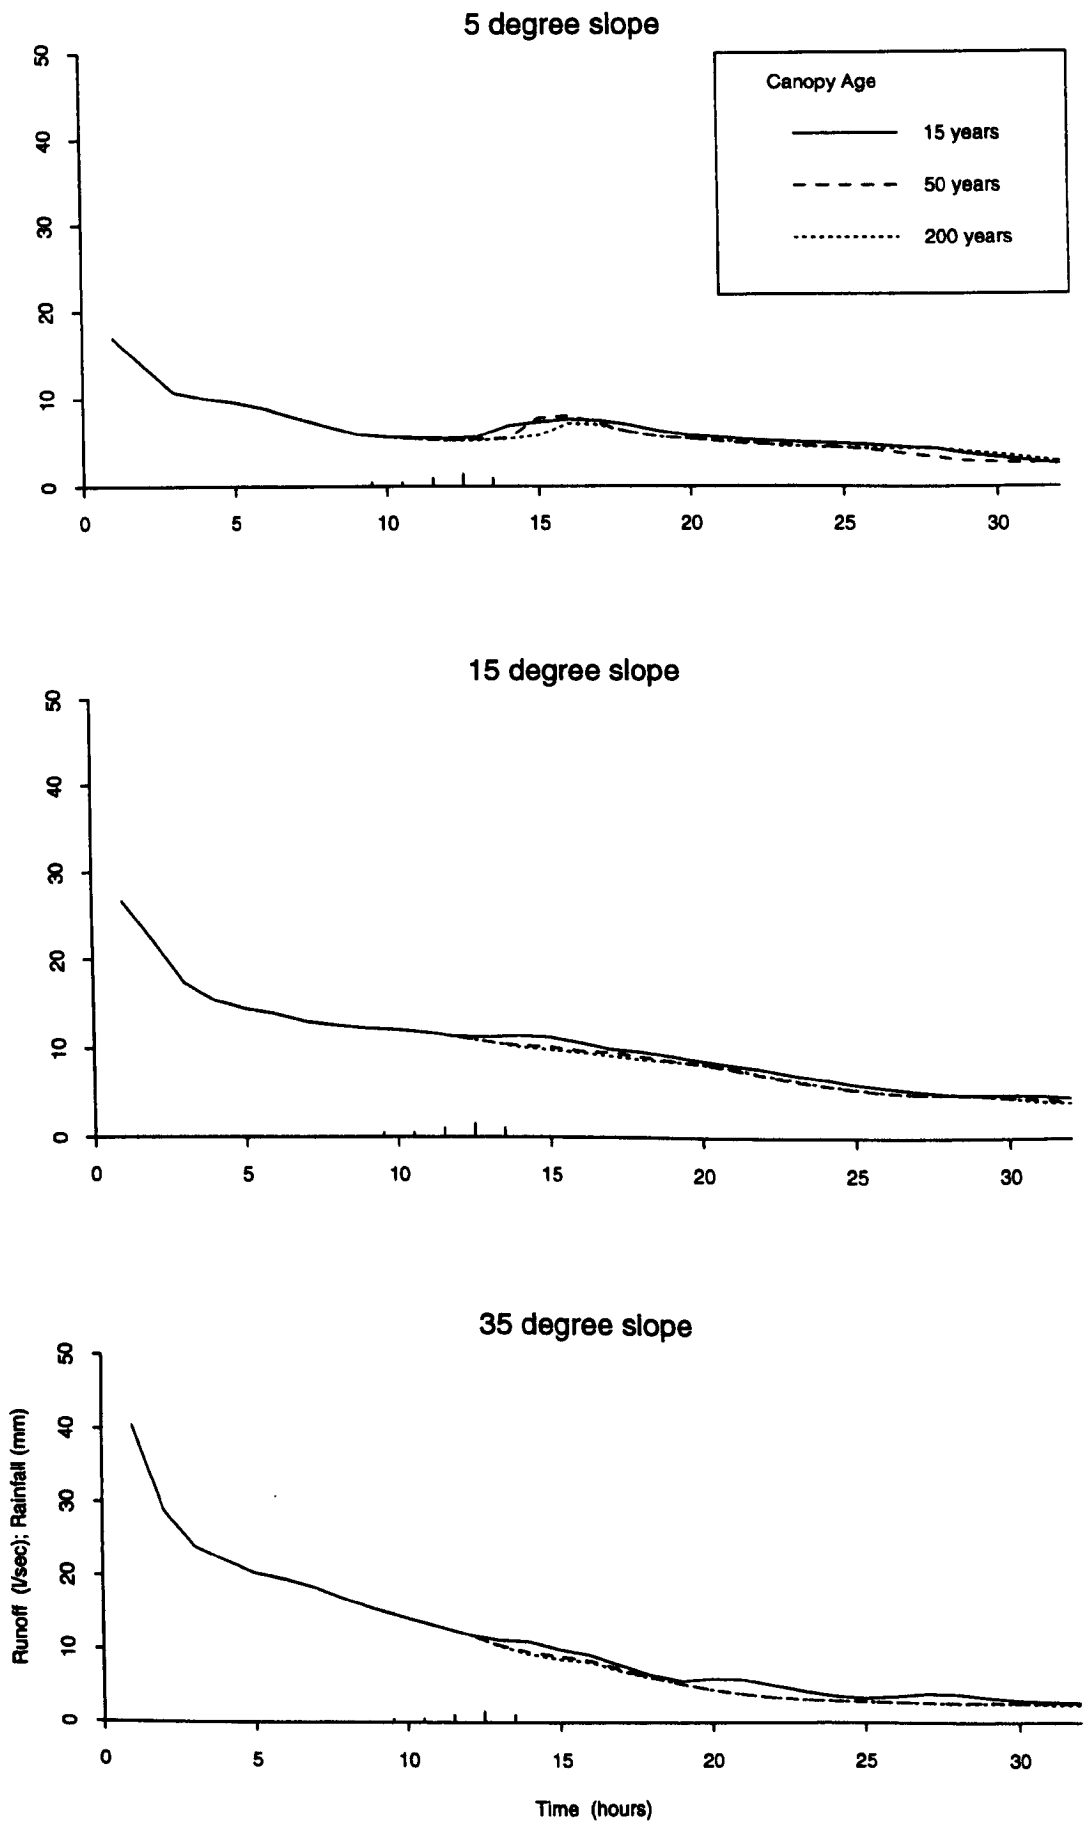 5 degree slope
Canopy Age
15 years
50 years
200 years
50
40
30
20
10
0
0 5 10 15 20 25 30
15 degree slope
50
40
30
20
10
0
0 5 10 15 20 25 30
35 degree slope
50
40
30
20
10
0
Runoff (l/sec); Rainfall (mm)
0 5 10 15 20 25 30
Time (hours)